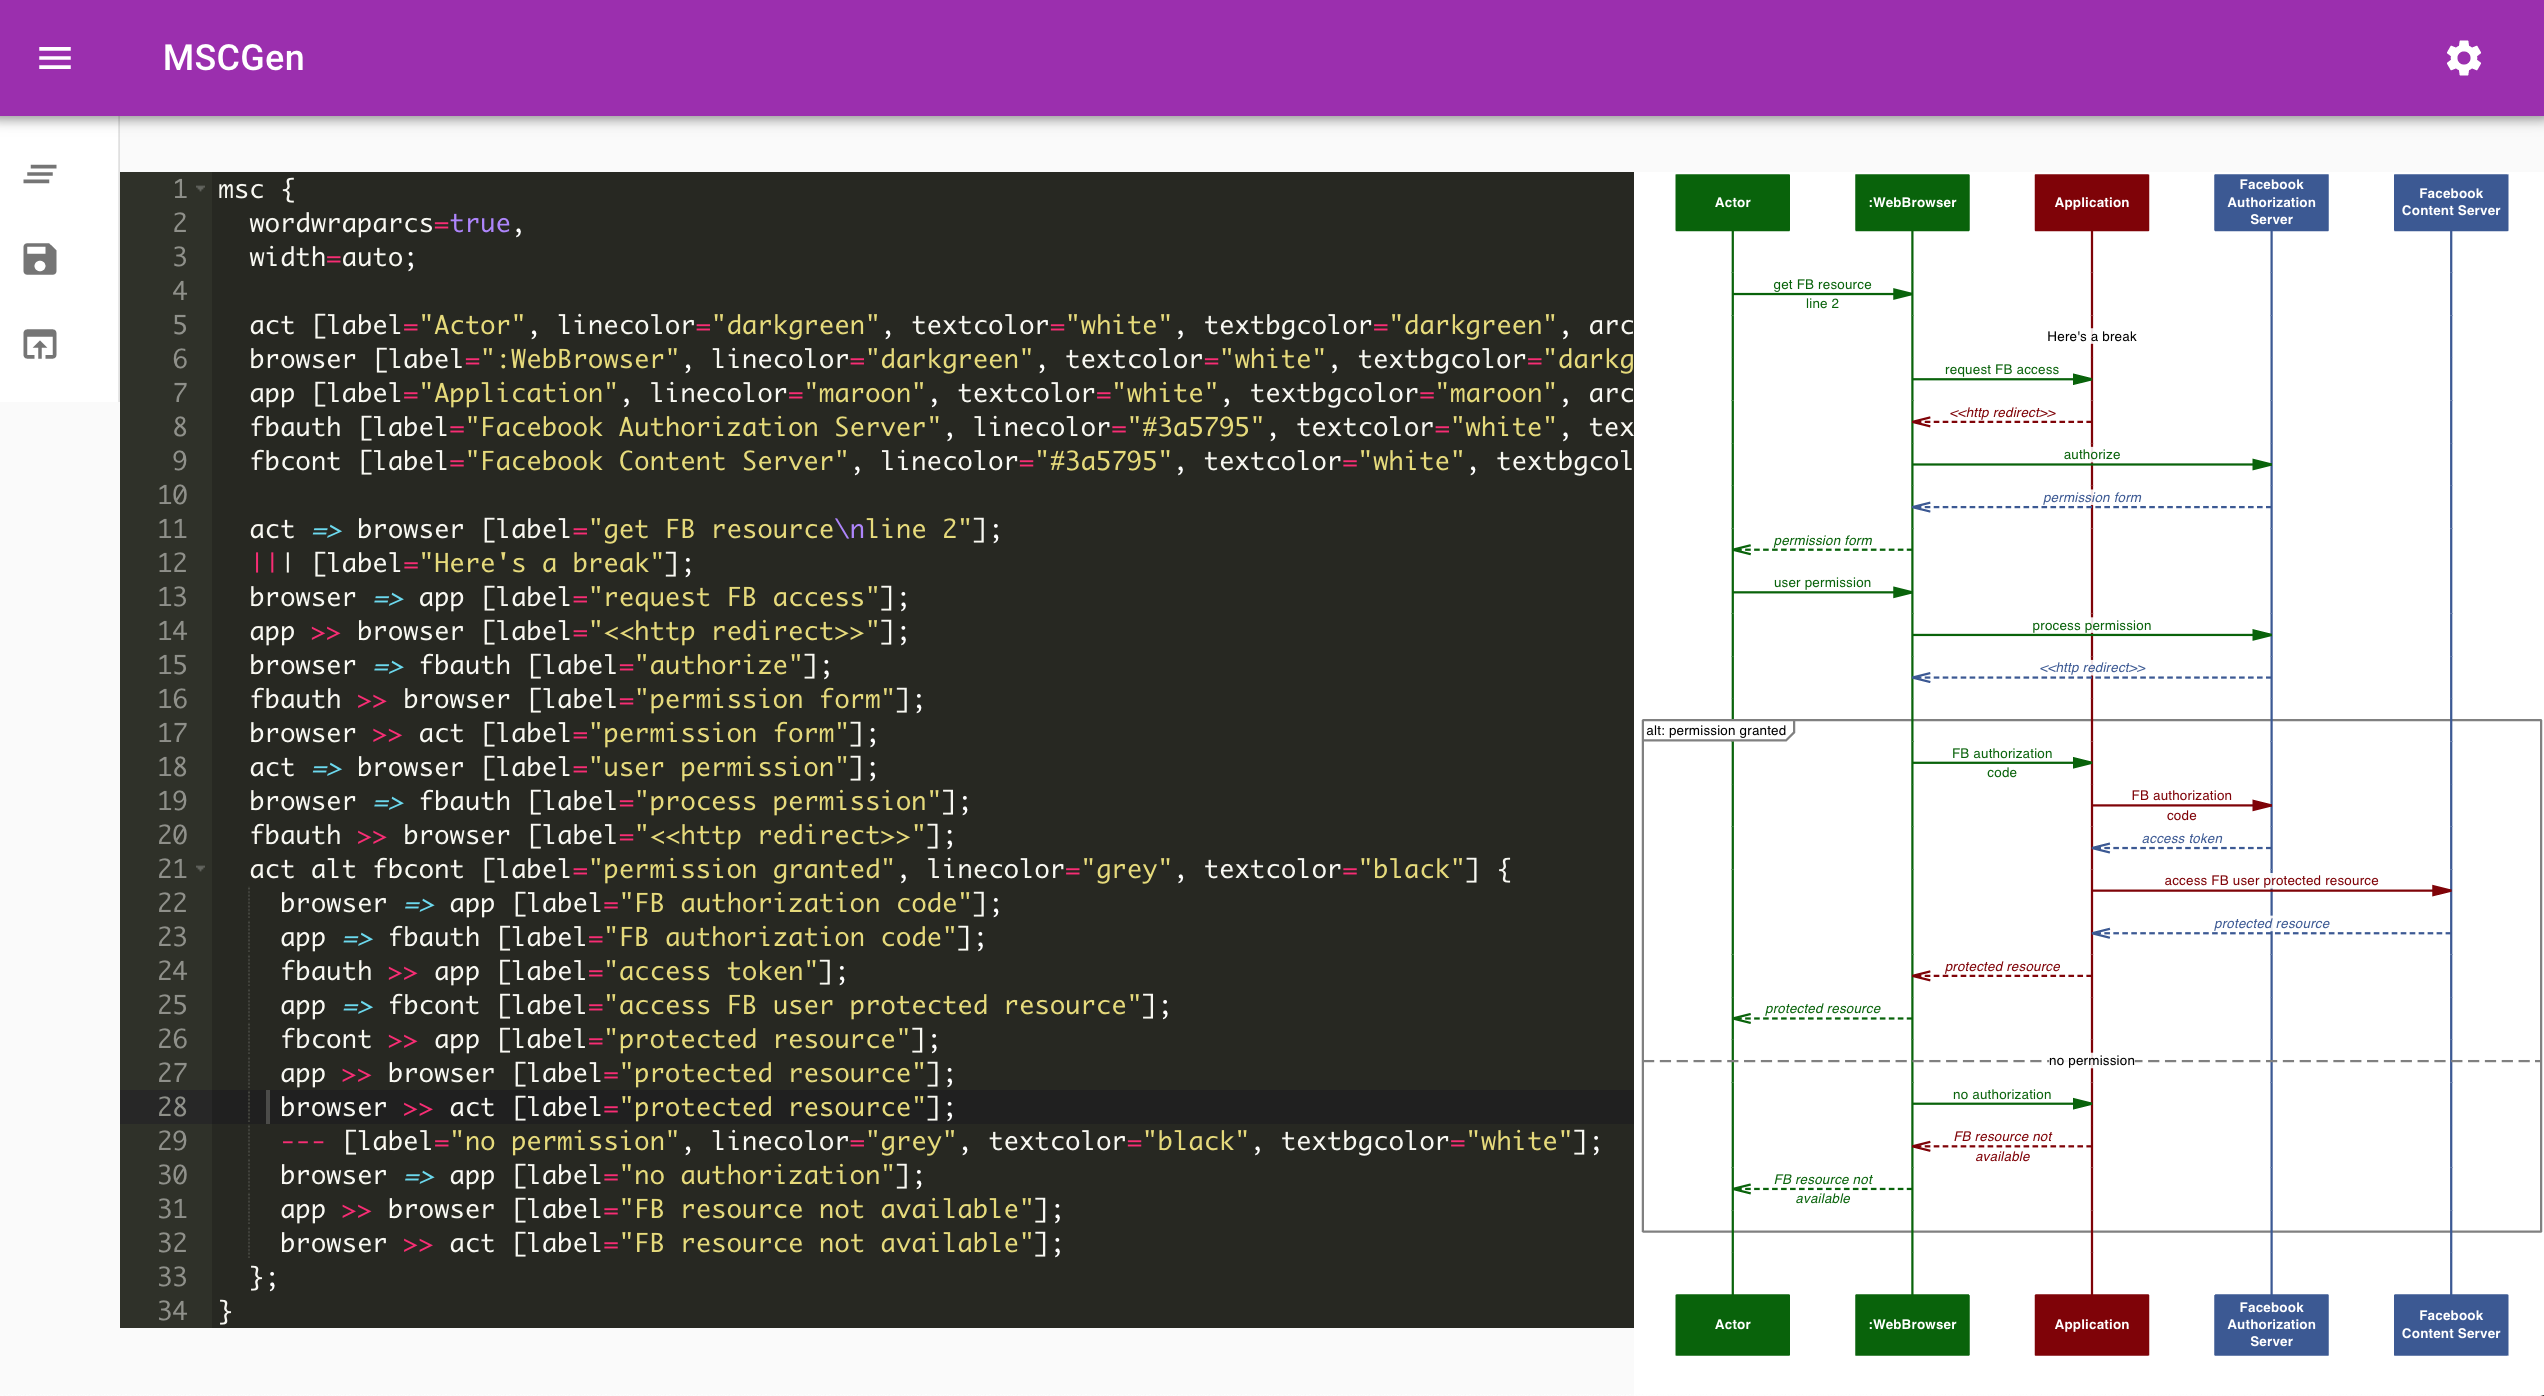 MSCGen
1 msc {
2 wordwraparcs=true,
3 width=auto;
4
5 act [label="Actor", linecolor="darkgreen", textcolor="white", textbgcolor="darkgreen", arc
6 browser [label=":WebBrowser", linecolor="darkgreen", textcolor="white", textbgcolor="darkg
7 app [label="Application", linecolor="maroon", textcolor="white", textbgcolor="maroon", arc
8 fbauth [label="Facebook Authorization Server", linecolor="#3a5795", textcolor="white", tex
9 fbcont [label="Facebook Content Server", linecolor="#3a5795", textcolor="white", textbgcol
10
11 act => browser [label="get FB resource\nline 2"];
12 ||| [label="Here's a break"];
13 browser => app [label="request FB access"];
14 app >> browser [label="<<http redirect>>"];
15 browser => fbauth [label="authorize"];
16 fbauth >> browser [label="permission form"];
17 browser >> act [label="permission form"];
18 act => browser [label="user permission"];
19 browser => fbauth [label="process permission"];
20 fbauth >> browser [label="<<http redirect>>"];
21 act alt fbcont [label="permission granted", linecolor="grey", textcolor="black"] {
22 browser => app [label="FB authorization code"];
23 app => fbauth [label="FB authorization code"];
24 fbauth >> app [label="access token"];
25 app => fbcont [label="access FB user protected resource"];
26 fbcont >> app [label="protected resource"];
27 app >> browser [label="protected resource"];
28 browser >> act [label="protected resource"];
29 --- [label="no permission", linecolor="grey", textcolor="black", textbgcolor="white"];
30 browser => app [label="no authorization"];
31 app >> browser [label="FB resource not available"];
32 browser >> act [label="FB resource not available"];
33 };
34 }
Actor
:WebBrowser
Application
Facebook
Authorization
Server
Facebook
Content Server
get FB resource
line 2
Here's a break
request FB access
<<http redirect>>
authorize
permission form
permission form
user permission
process permission
<<http redirect>>
alt: permission granted
FB authorization
code
FB authorization
code
access token
access FB user protected resource
protected resource
protected resource
protected resource
no permission
no authorization
FB resource not
available
FB resource not
available
Actor
:WebBrowser
Application
Facebook
Authorization
Server
Facebook
Content Server